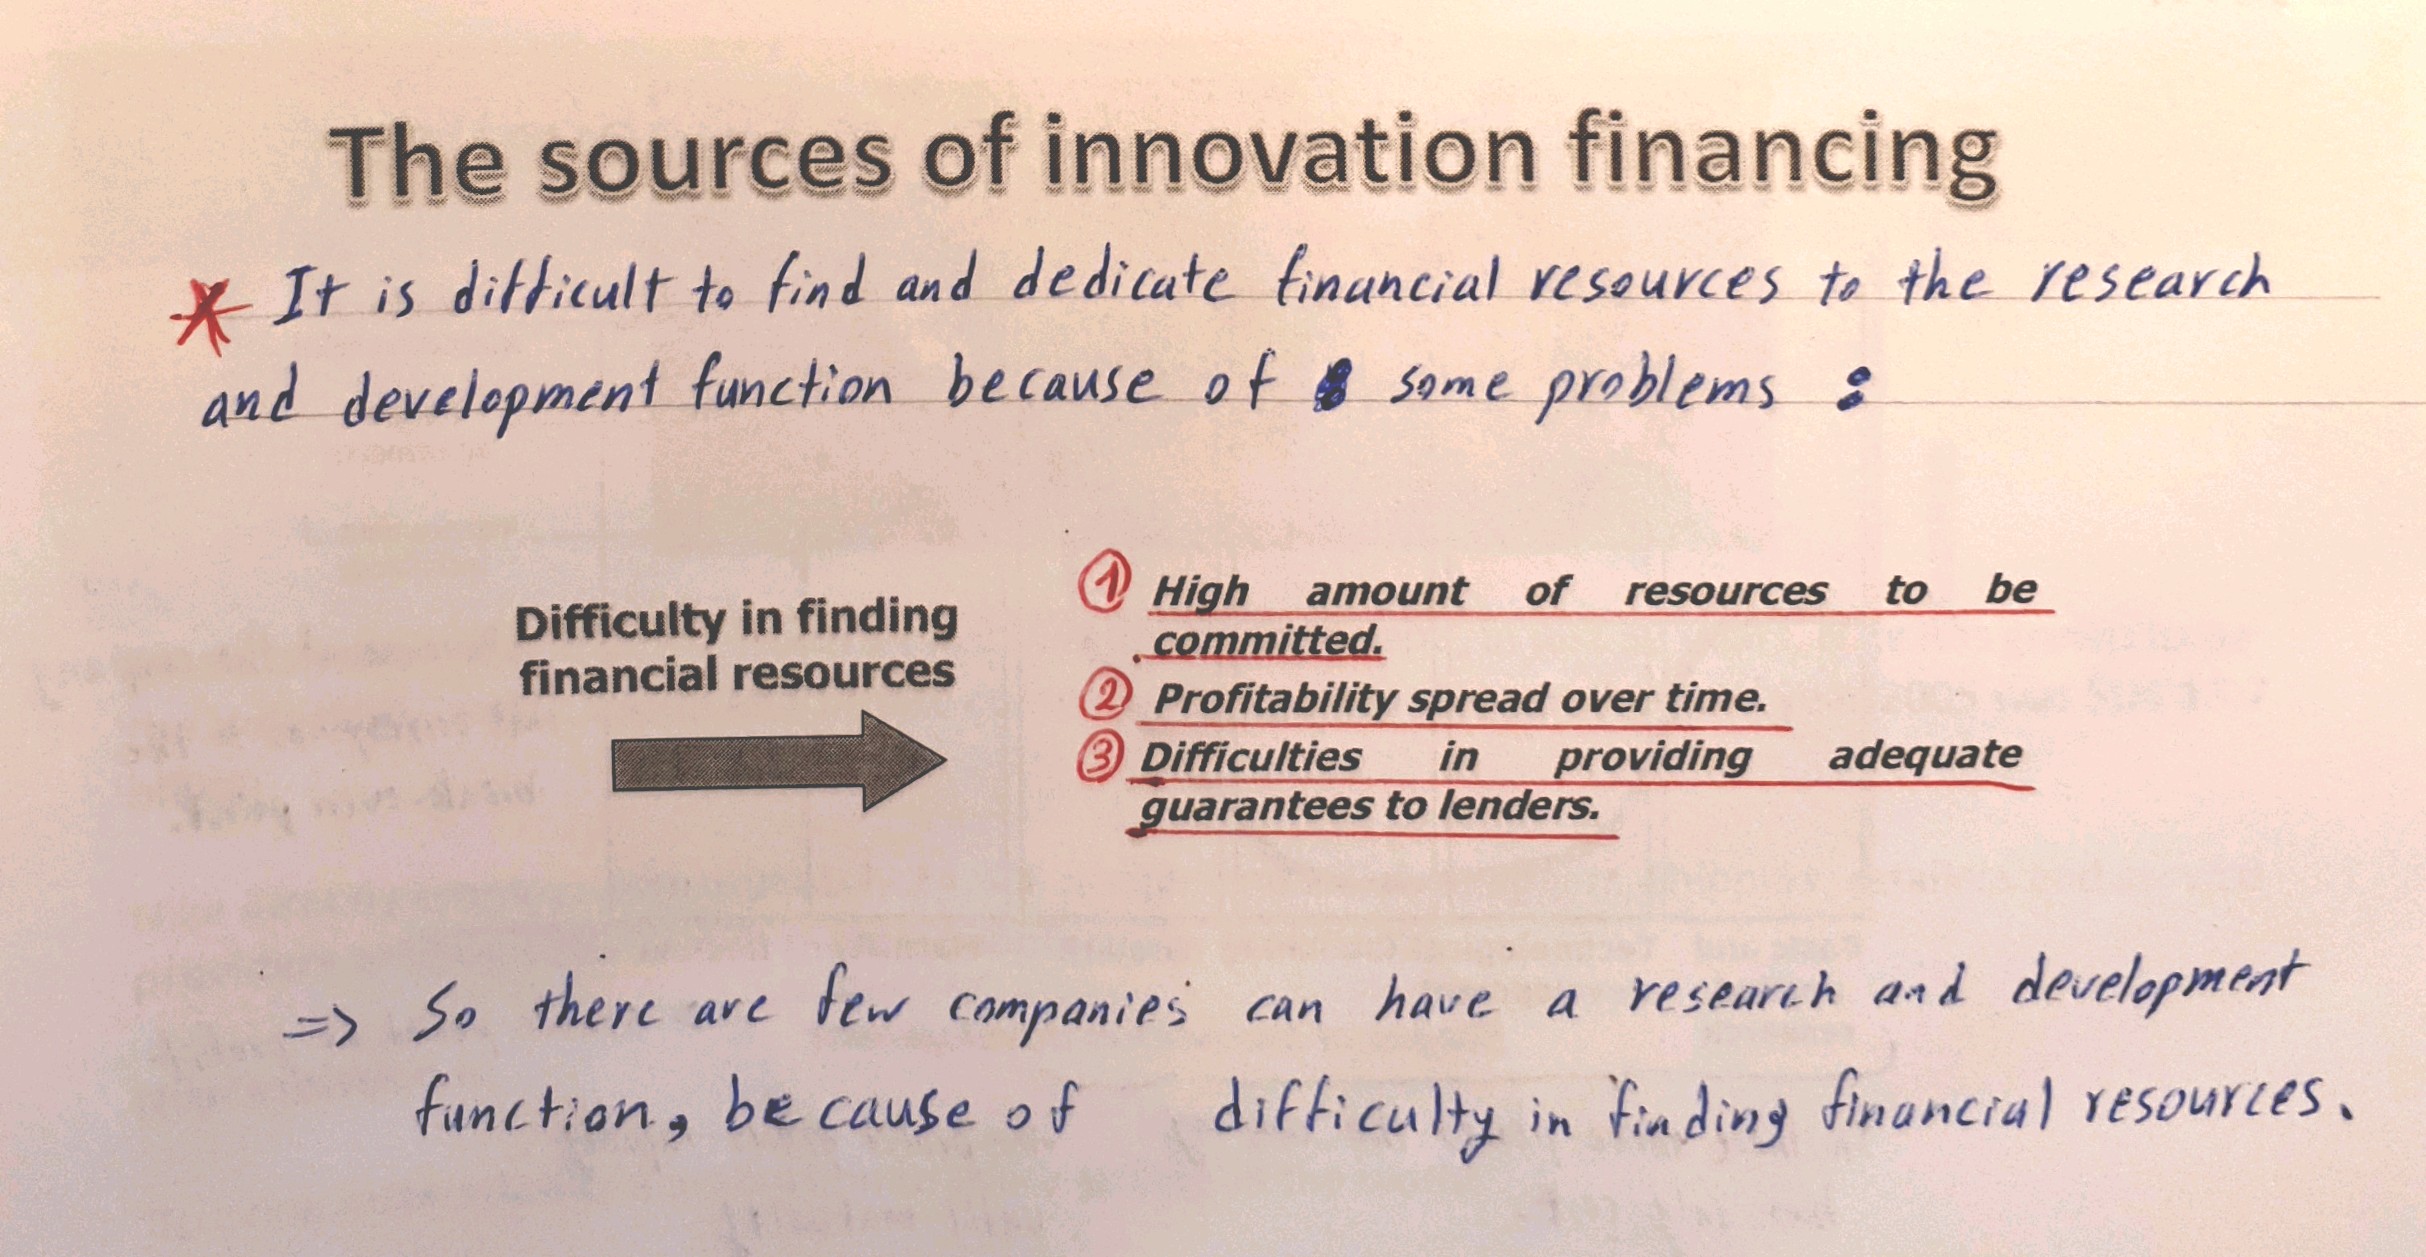 The sources of innovation financing
* It is difficult to find and dedicate financial resources to the research
and development function because of some problems :
Difficulty in finding
financial resources
① High amount of resources to be
committed.
② Profitability spread over time.
③ Difficulties in providing adequate
guarantees to lenders.
=> So there are few companies can have a research and development
function, because of difficulty in finding financial resources.